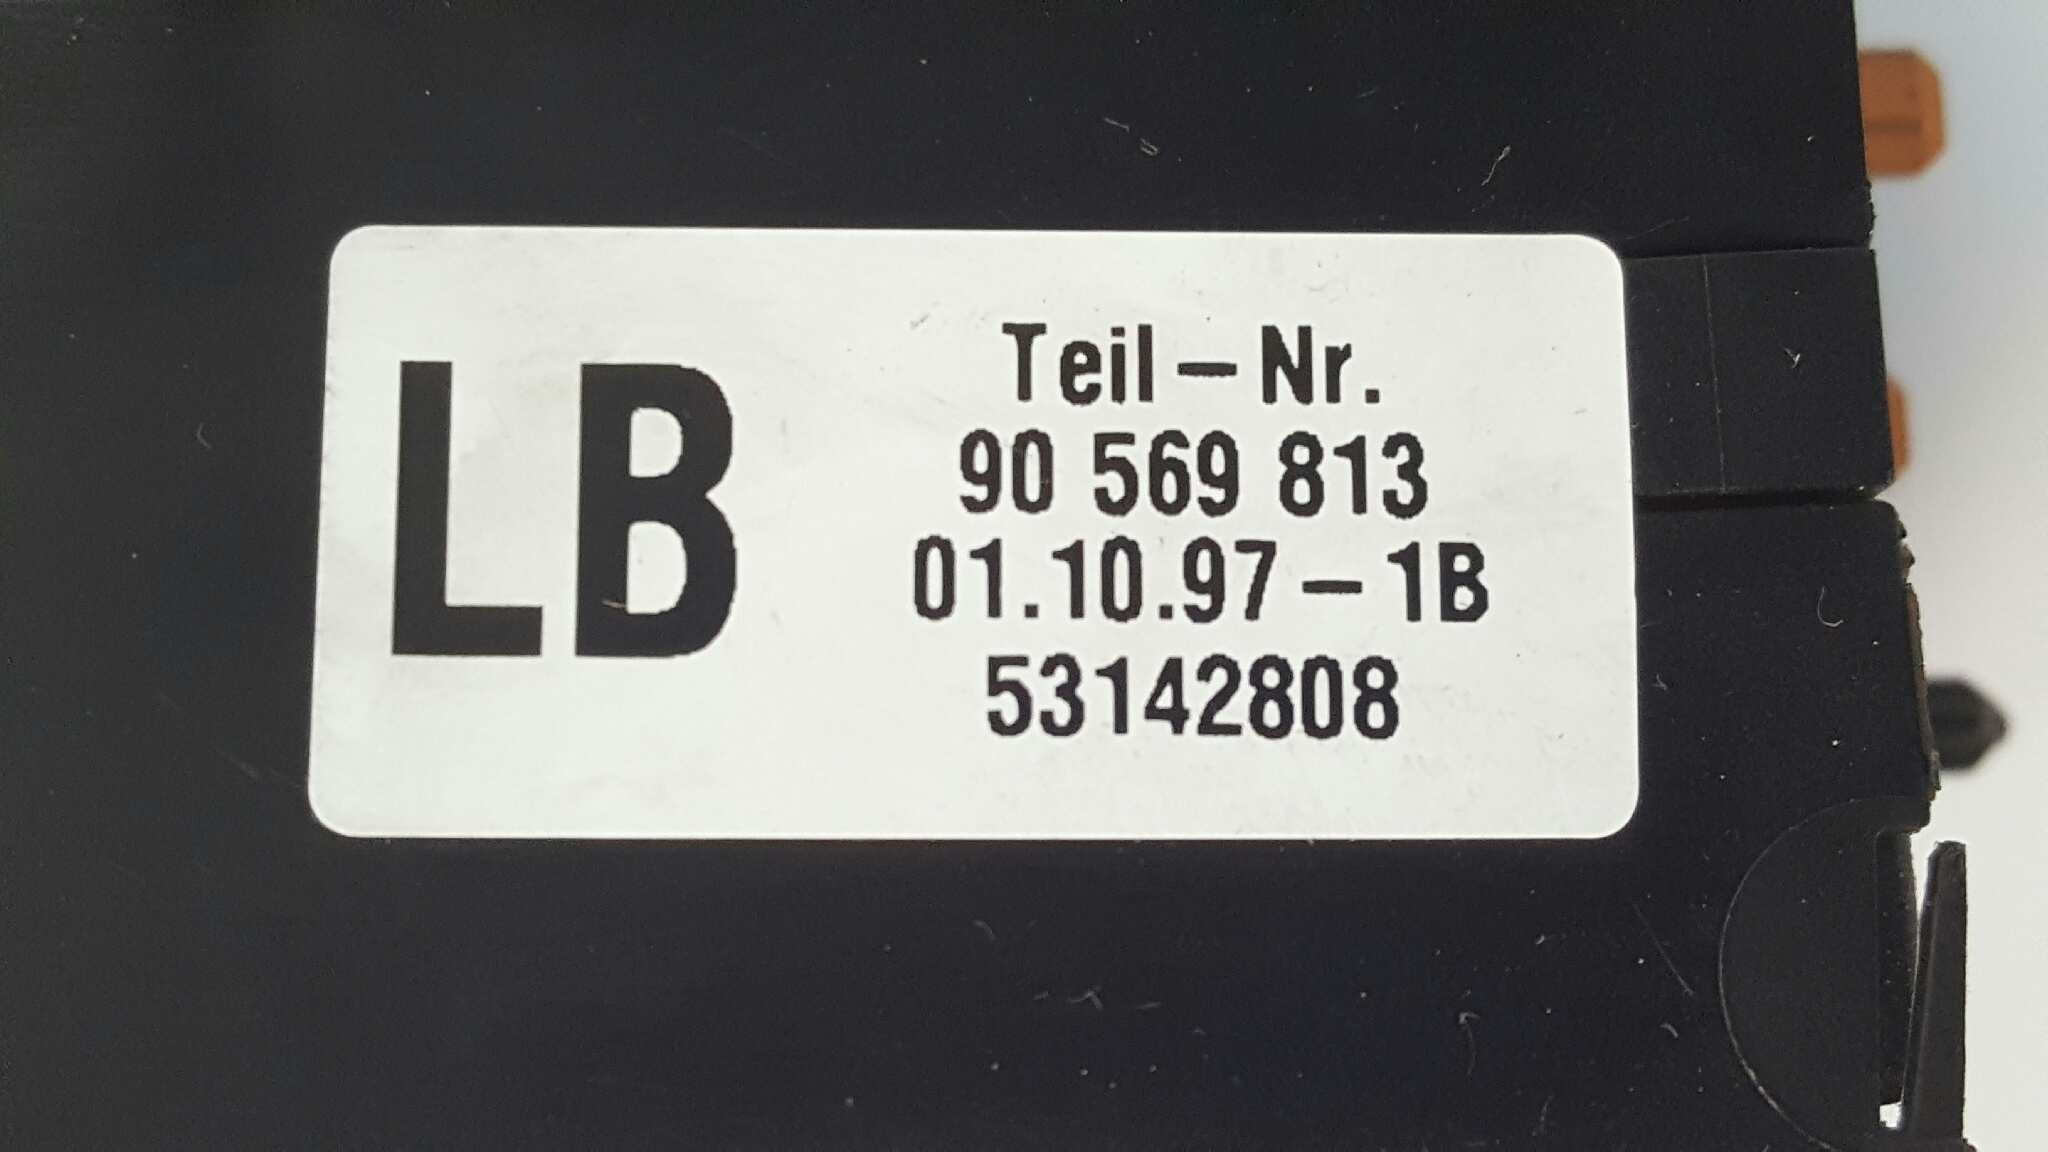 LB
Teil – Nr.
90 569 813
01.10.97 – 1B
53142808